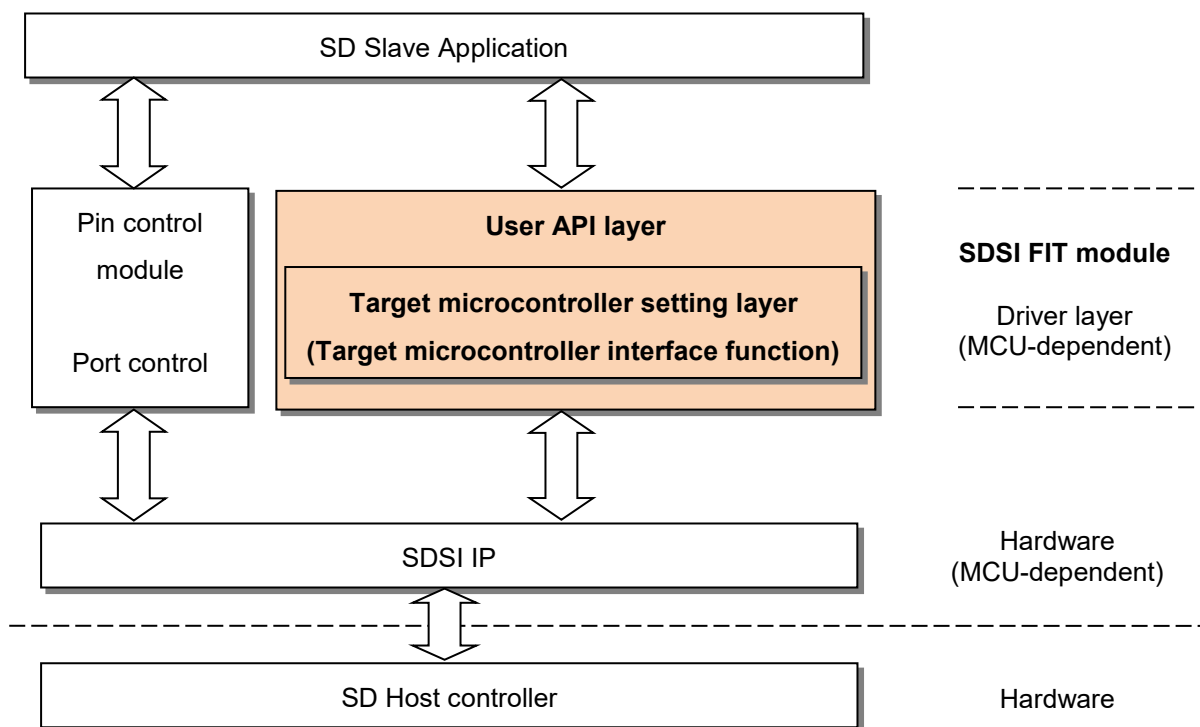 SD Slave Application
Pin control
module
Port control
User API layer
Target microcontroller setting layer
(Target microcontroller interface function)
SDSI FIT module
Driver layer
(MCU-dependent)
SDSI IP
Hardware
(MCU-dependent)
SD Host controller
Hardware